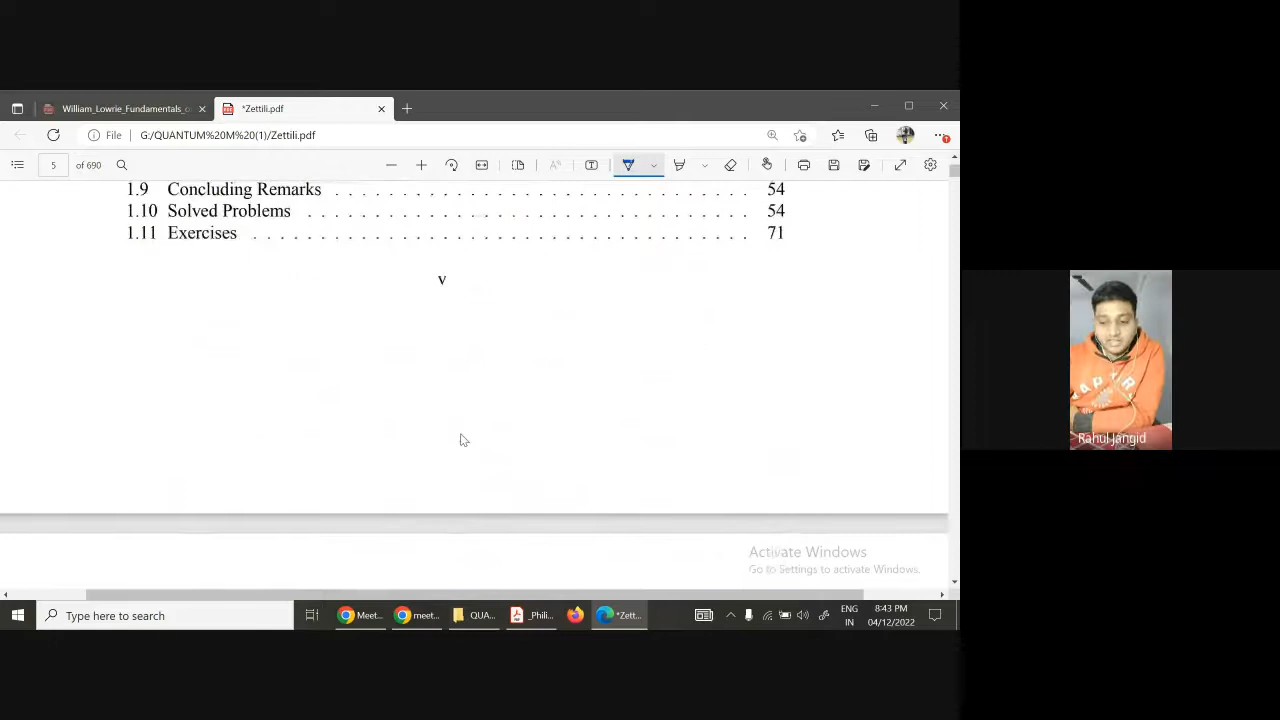 William_Lowrie_Fundamentals_o
*Zettili.pdf
File
G:/QUANTUM%20M%20(1)/Zettili.pdf
5 of 690
1.9 Concluding Remarks . . . . . . . . . . . . . . . . . . . . . . . . . . . . . . . 54
1.10 Solved Problems . . . . . . . . . . . . . . . . . . . . . . . . . . . . . . . . . 54
1.11 Exercises . . . . . . . . . . . . . . . . . . . . . . . . . . . . . . . . . . . . . 71
v
Activate Windows
Go to Settings to activate Windows.
Rahul Jangid
Type here to search
Meet...
meet...
QUA...
_Phili...
*Zett...
ENG
IN
8:43 PM
04/12/2022